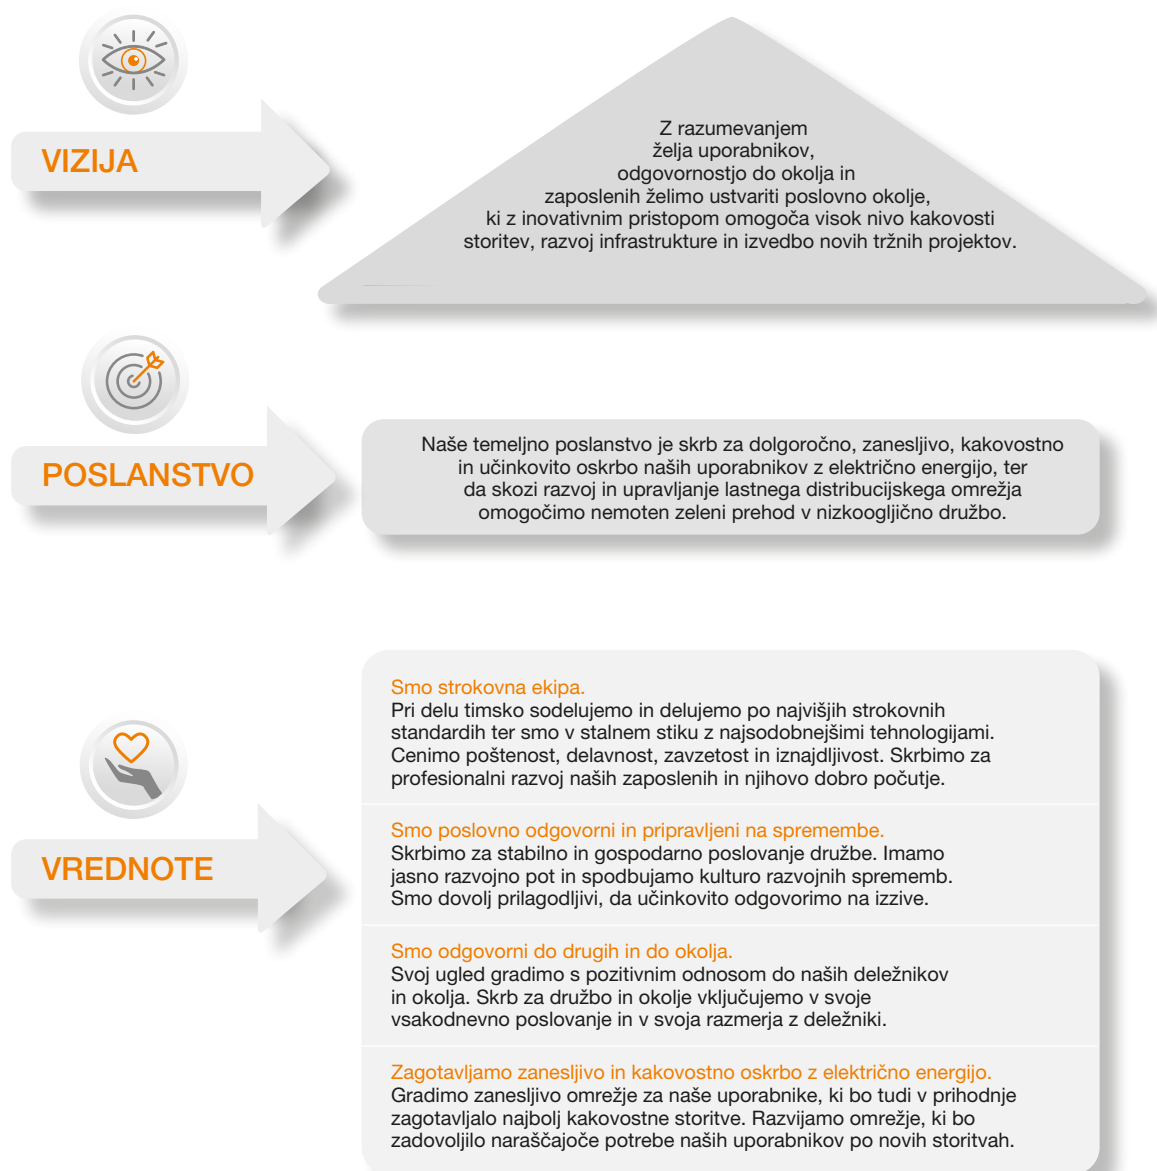 VIZIJA
Z razumevanjem
želja uporabnikov,
odgovornostjo do okolja in
zaposlenih želimo ustvariti poslovno okolje,
ki z inovativnim pristopom omogoča visok nivo kakovosti
storitev, razvoj infrastrukture in izvedbo novih tržnih projektov.
POSLANSTVO
Naše temeljno poslanstvo je skrb za dolgoročno, zanesljivo, kakovostno
in učinkovito oskrbo naših uporabnikov z električno energijo, ter
da skozi razvoj in upravljanje lastnega distribucijskega omrežja
omogočimo nemoten zeleni prehod v nizkoogljično družbo.
VREDNOTE
Smo strokovna ekipa.
Pri delu timsko sodelujemo in delujemo po najvišjih strokovnih
standardih ter smo v stalnem stiku z najsodobnejšimi tehnologijami.
Cenimo poštenost, delavnost, zavzetost in iznajdljivost. Skrbimo za
profesionalni razvoj naših zaposlenih in njihovo dobro počutje.
Smo poslovno odgovorni in pripravljeni na spremembe.
Skrbimo za stabilno in gospodarno poslovanje družbe. Imamo
jasno razvojno pot in spodbujamo kulturo razvojnih sprememb.
Smo dovolj prilagodljivi, da učinkovito odgovorimo na izzive.
Smo odgovorni do drugih in do okolja.
Svoj ugled gradimo s pozitivnim odnosom do naših deležnikov
in okolja. Skrb za družbo in okolje vključujemo v svoje
vsakodnevno poslovanje in v svoja razmerja z deležniki.
Zagotavljamo zanesljivo in kakovostno oskrbo z električno energijo.
Gradimo zanesljivo omrežje za naše uporabnike, ki bo tudi v prihodnje
zagotavljalo najbolj kakovostne storitve. Razvijamo omrežje, ki bo
zadovoljilo naraščajoče potrebe naših uporabnikov po novih storitvah.